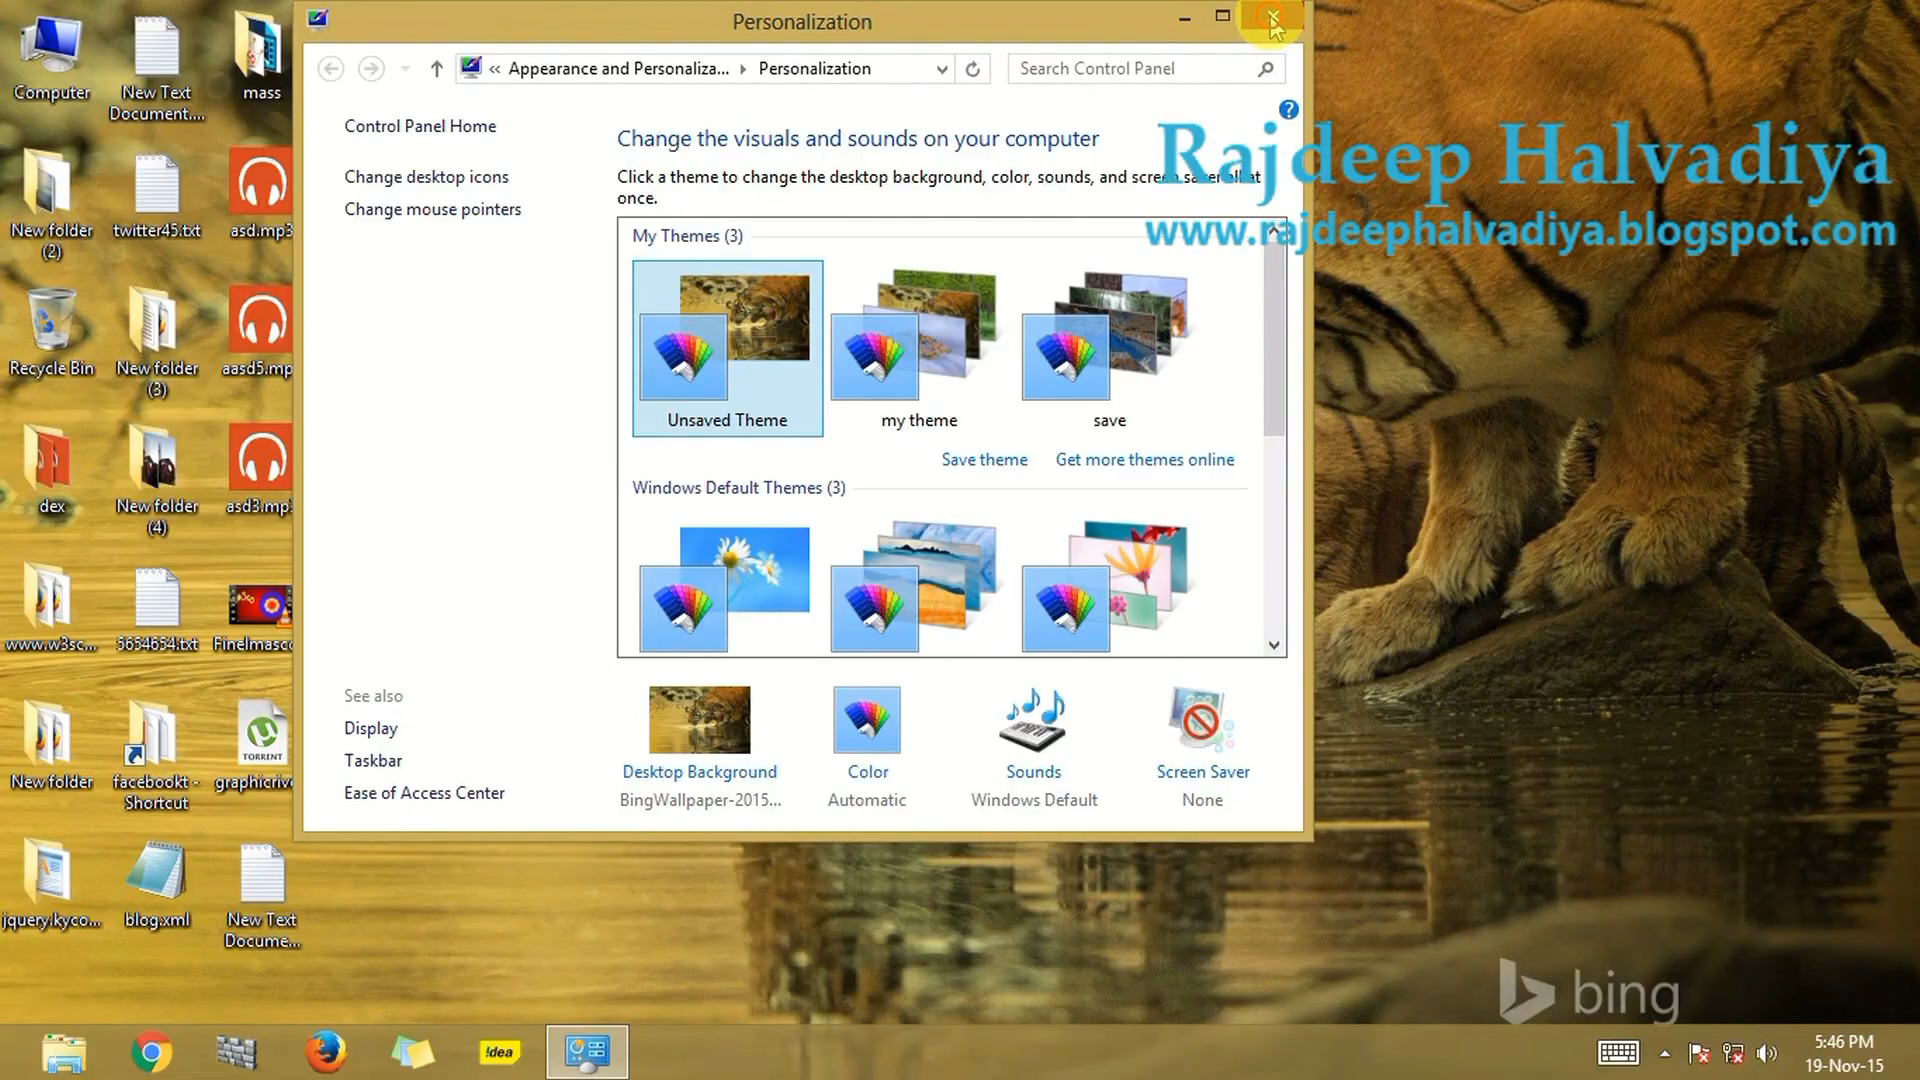 Personalization
Appearance and Personaliza...
Personalization
Search Control Panel
Control Panel Home
Change desktop icons
Change mouse pointers
Change the visuals and sounds on your computer
Click a theme to change the desktop background, color, sounds, and screen saver all at
once.
Rajdeep Halvadiya
www.rajdeephalvadiya.blogspot.com
My Themes (3)
Unsaved Theme
my theme
save
Save theme
Get more themes online
Windows Default Themes (3)
See also
Display
Taskbar
Ease of Access Center
Desktop Background
BingWallpaper-2015...
Color
Automatic
Sounds
Windows Default
Screen Saver
None
Computer
New Text
Document....
mass
New folder
(2)
twitter45.txt
asd.mp3
Recycle Bin
New folder
(3)
aasd5.mp
dex
New folder
(4)
asd3.mp
www.w3sc...
5654654.txt
Finelmasc
New folder
facebookt -
Shortcut
TORRENT
graphicriv
jquery.kyco...
blog.xml
New Text
Docume...
bing
!dea
5:46 PM
19-Nov-15